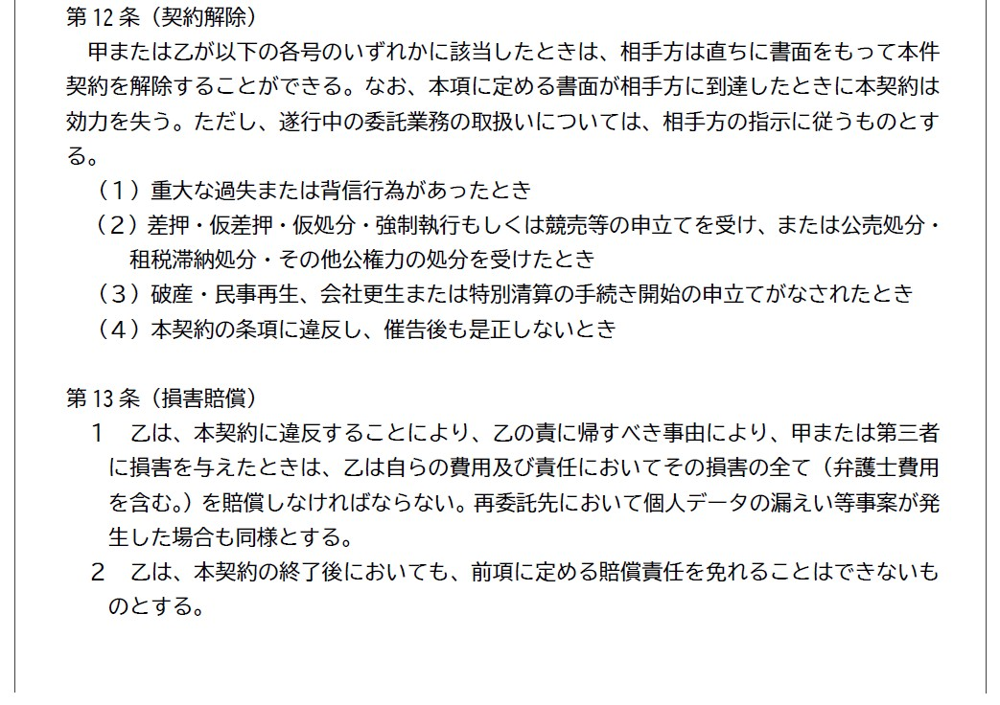 第12条（契約解除）
甲または乙が以下の各号のいずれかに該当したときは、相手方は直ちに書面をもって本件
契約を解除することができる。なお、本項に定める書面が相手方に到達したときに本契約は
効力を失う。ただし、遂行中の委託業務の取扱いについては、相手方の指示に従うものとす
る。
（１）重大な過失または背信行為があったとき
（２）差押・仮差押・仮処分・強制執行もしくは競売等の申立てを受け、または公売処分・
租税滞納処分・その他公権力の処分を受けたとき
（３）破産・民事再生、会社更生または特別清算の手続き開始の申立てがなされたとき
（４）本契約の条項に違反し、催告後も是正しないとき
第13条（損害賠償）
１　乙は、本契約に違反することにより、乙の責に帰すべき事由により、甲または第三者
に損害を与えたときは、乙は自らの費用及び責任においてその損害の全て（弁護士費用
を含む。）を賠償しなければならない。再委託先において個人データの漏えい等事案が発
生した場合も同様とする。
２　乙は、本契約の終了後においても、前項に定める賠償責任を免れることはできないも
のとする。